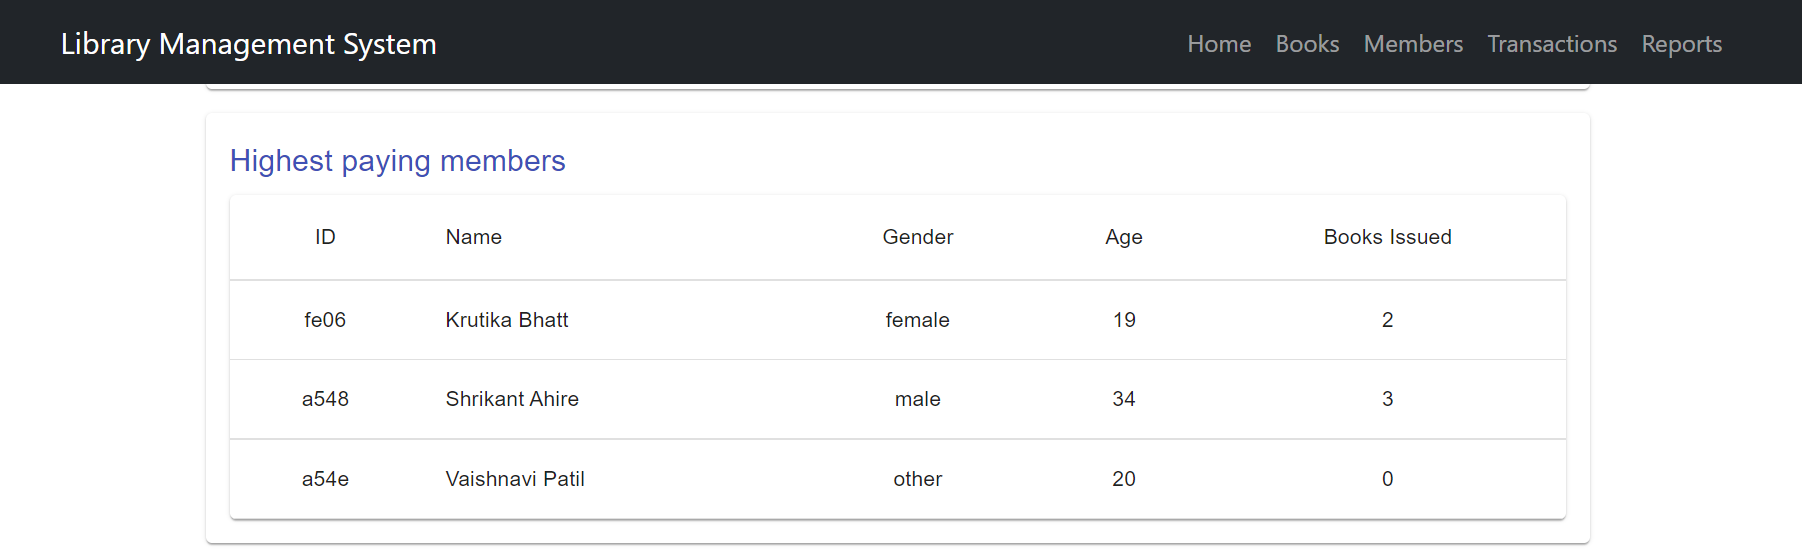 Library Management System Home Books Members Transactions Reports
Highest paying members
ID Name Gender Age Books Issued
fe06 Krutika Bhatt female 19 2
a548 Shrikant Ahire male 34 3
a54e Vaishnavi Patil other 20 0